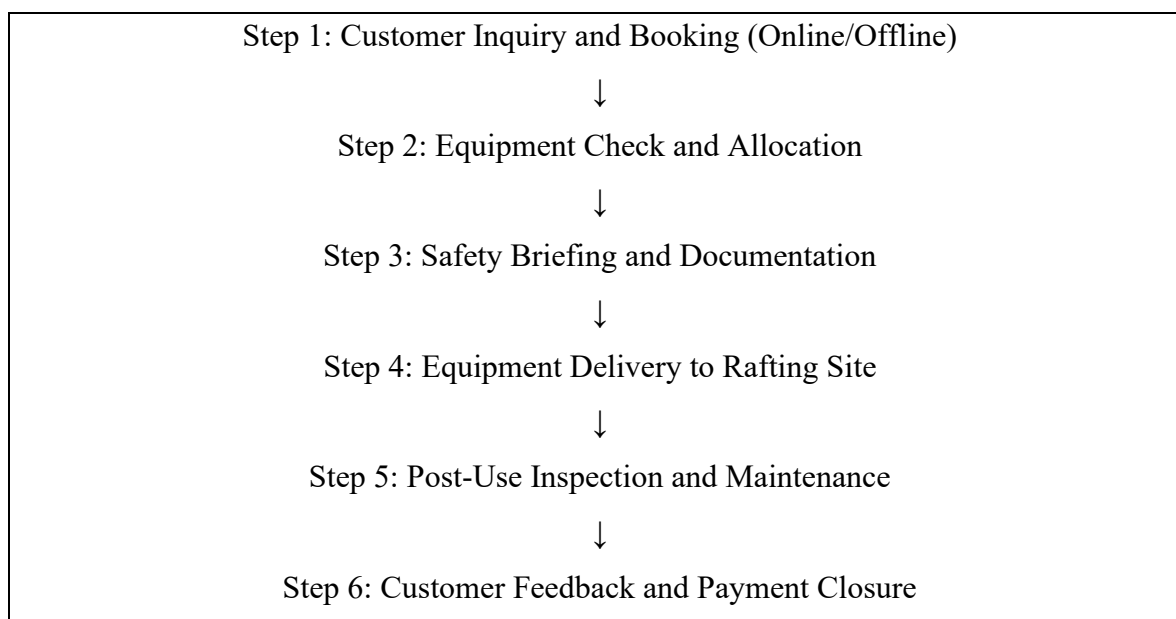 Step 1: Customer Inquiry and Booking (Online/Offline)
↓
Step 2: Equipment Check and Allocation
↓
Step 3: Safety Briefing and Documentation
↓
Step 4: Equipment Delivery to Rafting Site
↓
Step 5: Post-Use Inspection and Maintenance
↓
Step 6: Customer Feedback and Payment Closure